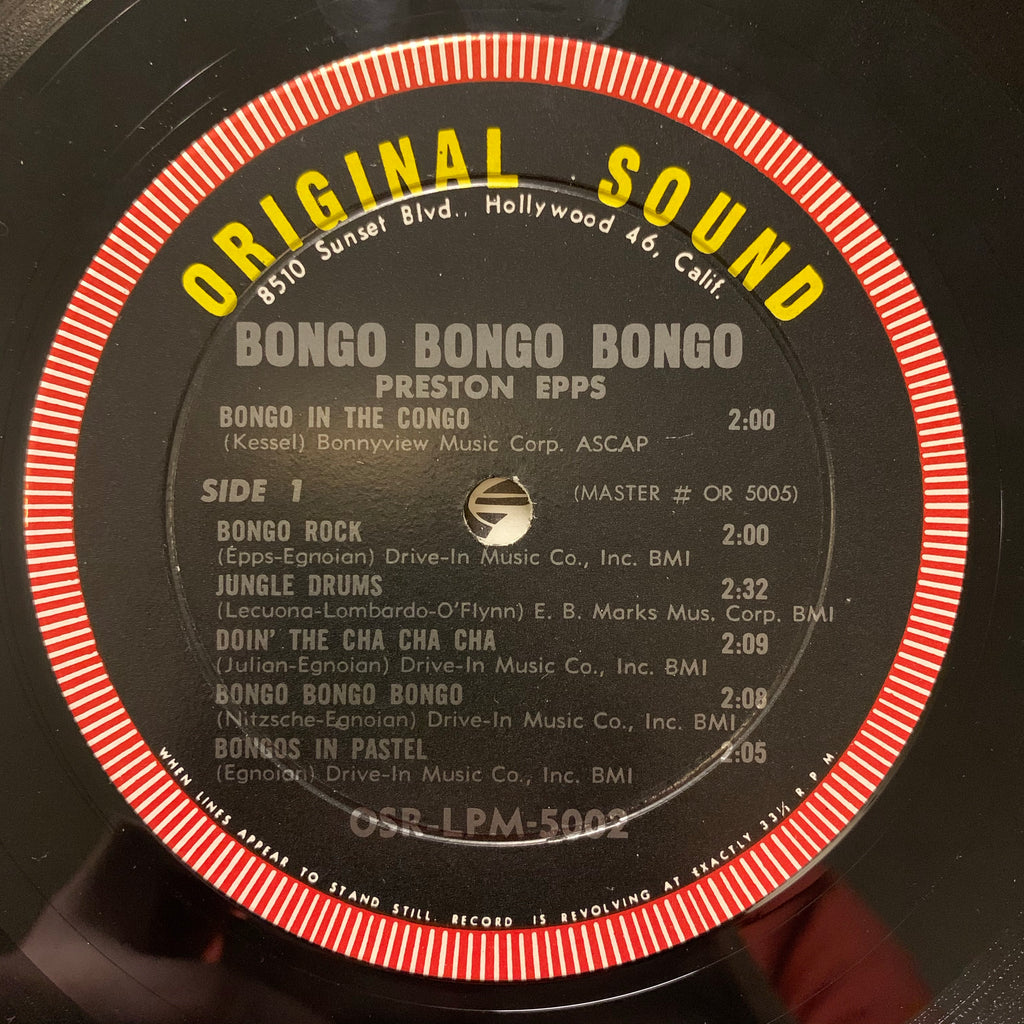 ORIGINAL SOUND
8510 Sunset Blvd., Hollywood 46, Calif.
BONGO BONGO BONGO
PRESTON EPPS
BONGO IN THE CONGO 2:00
(Kessel) Bonnyview Music Corp. ASCAP
SIDE 1 (MASTER # OR 5005)
BONGO ROCK 2:00
(Epps-Egnoian) Drive-In Music Co., Inc. BMI
JUNGLE DRUMS 2:32
(Lecuona-Lombardo-O'Flynn) E. B. Marks Mus. Corp. BMI
DOIN' THE CHA CHA CHA 2:09
(Julian-Egnoian) Drive-In Music Co., Inc. BMI
BONGO BONGO BONGO 2:08
(Nitzsche-Egnoian) Drive-In Music Co., Inc. BMI
BONGOS IN PASTEL 2:05
(Egnoian) Drive-In Music Co., Inc. BMI
OSR-LPM-5002
WHEN LINES APPEAR TO STAND STILL. RECORD IS REVOLVING AT EXACTLY 33⅓ RPM